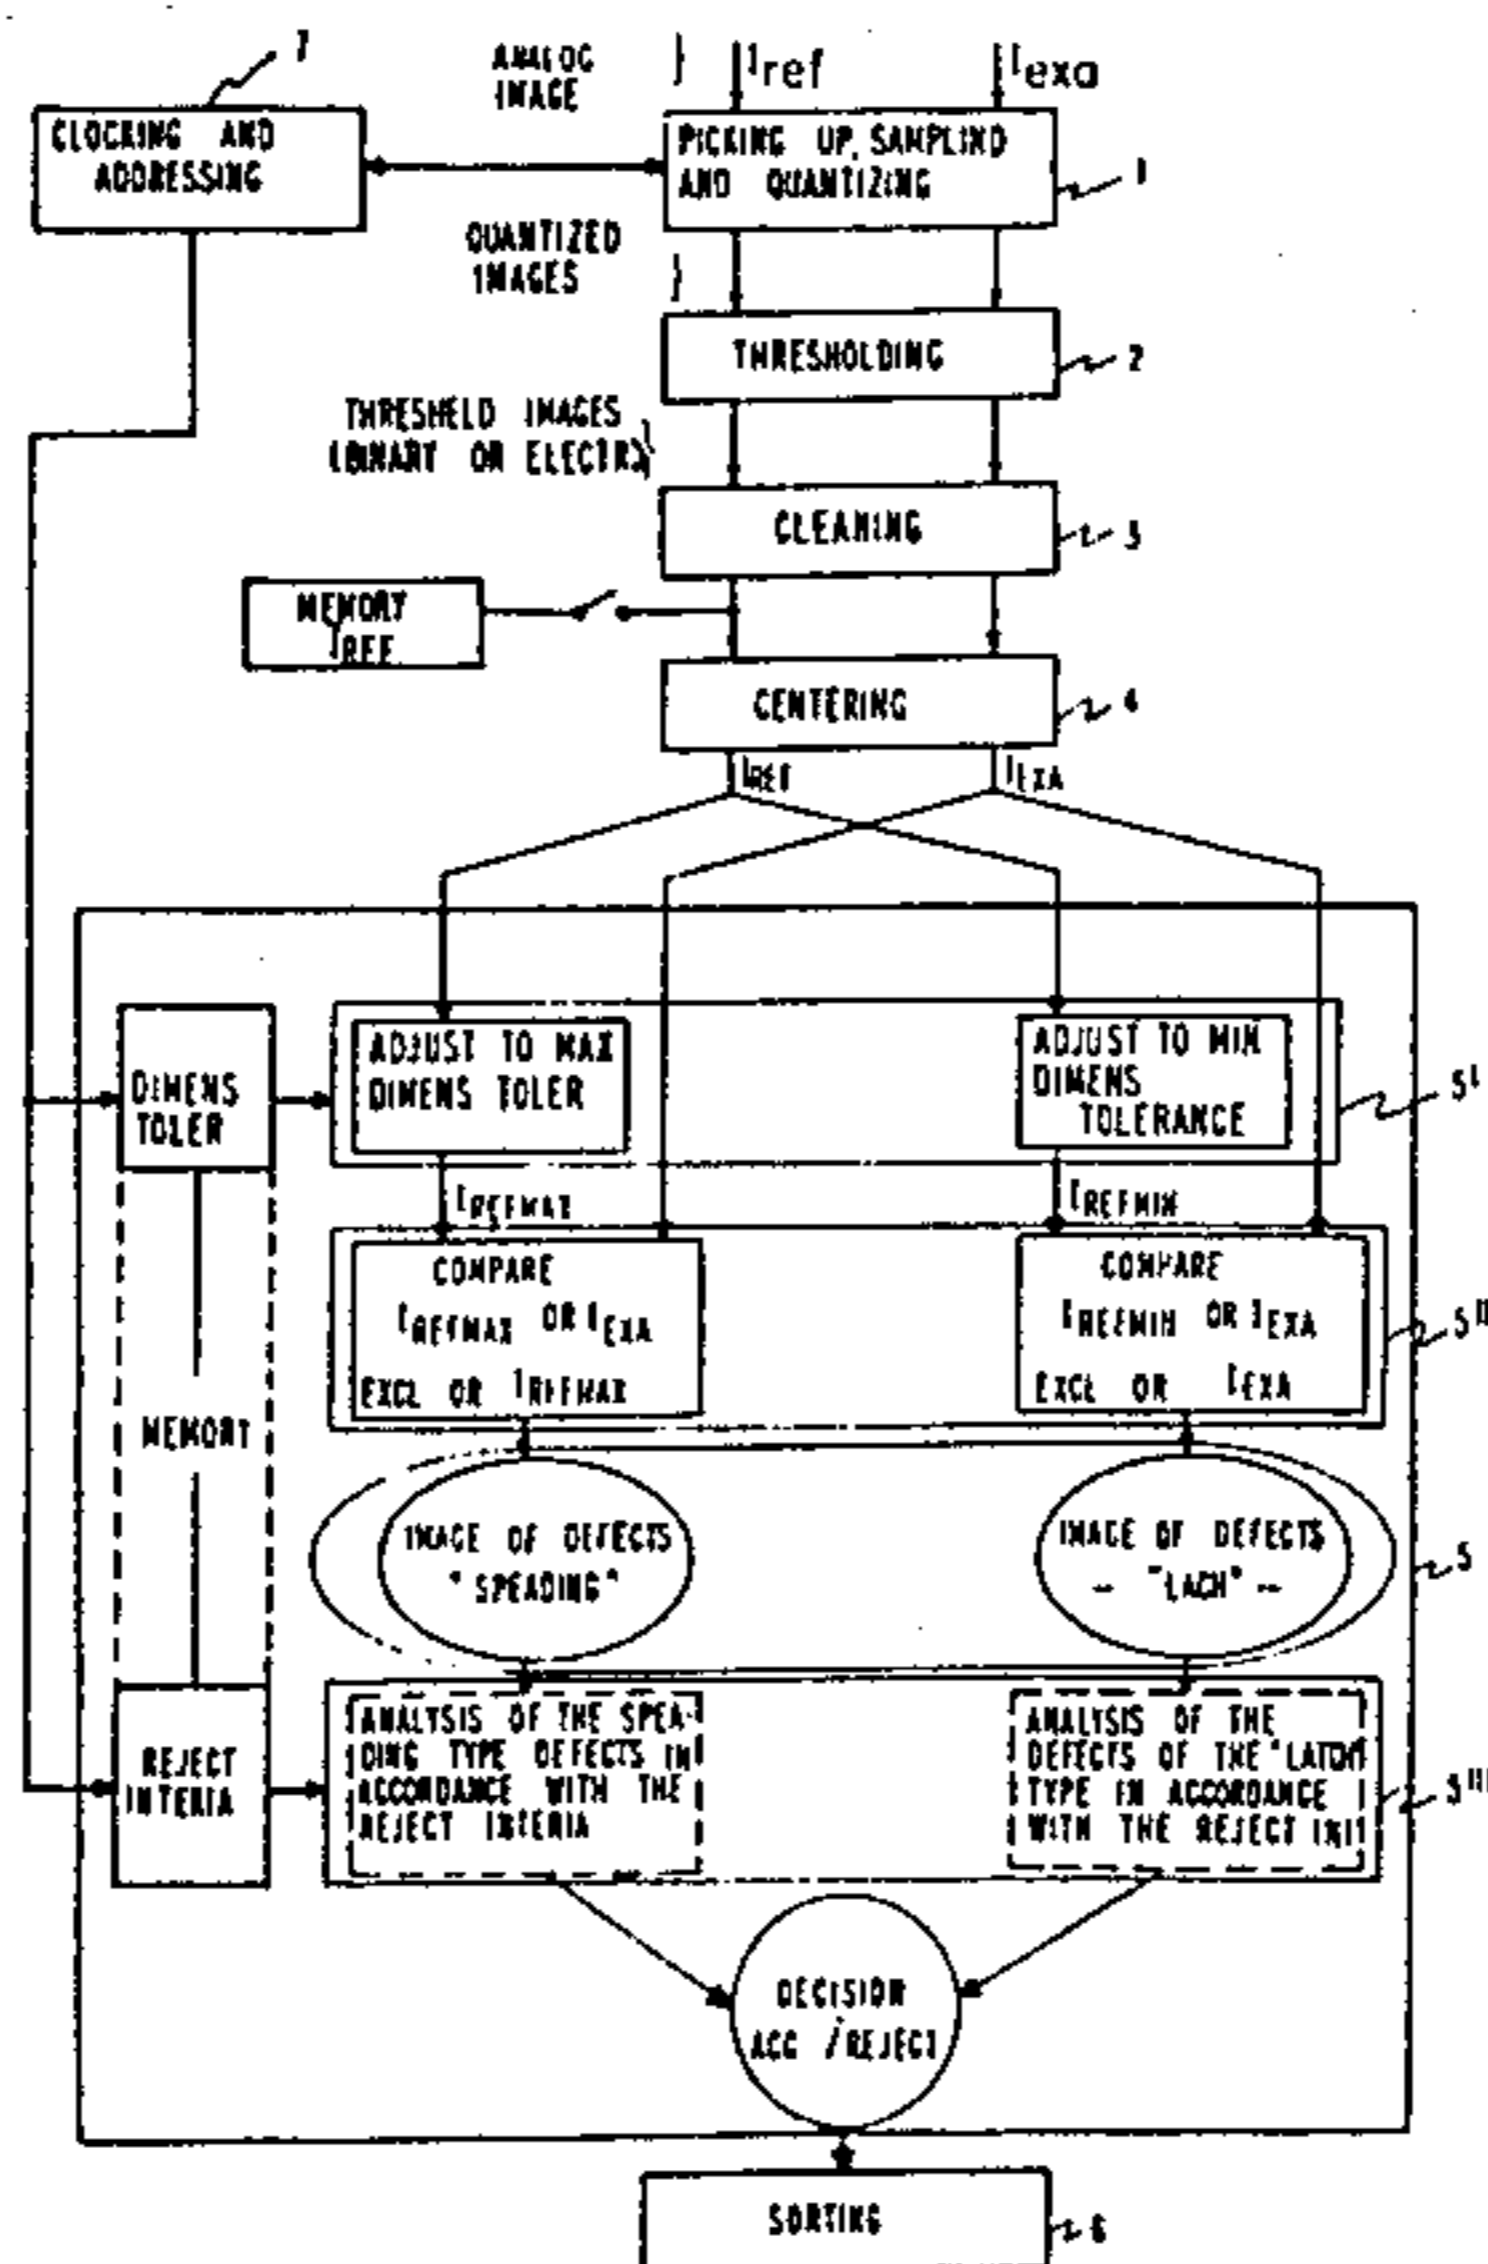 7
ANALOG
IMAGE
Iref
Iexa
CLOCKING AND
ADDRESSING
PICKING UP, SAMPLIND
AND QUANTIZING
1
QUANTIZED
IMAGES
THRESHOLDING
2
THRESHELD IMAGES
(BINART OR ELECTR)
CLEANING
3
MEMORY
IREF
CENTERING
4
IREF
IEXA
ADJUST TO MAX
DIMENS TOLER
ADJUST TO MIN
DIMENS
TOLERANCE
DIMENS
TOLER
5'
IREFMAX
IREFMIN
COMPARE
IREFMAX OR IEXA
EXCL OR IREFMAX
COMPARE
IREFMIN OR IEXA
EXCL OR IEXA
5"
MEMORY
IMAGE OF DEFECTS
"SPEADING"
IMAGE OF DEFECTS
- "LACH" -
5
REJECT
INTERIA
ANALYSIS OF THE SPEA-
DING TYPE DEFECTS IN
ACCORDANCE WITH THE
REJECT INTERIA
ANALYSIS OF THE
DEFECTS OF THE "LATCH
TYPE IN ACCORDANCE
WITH THE REJECT INIT
5'''
DECISION
ACC /REJECT
SORTING
6